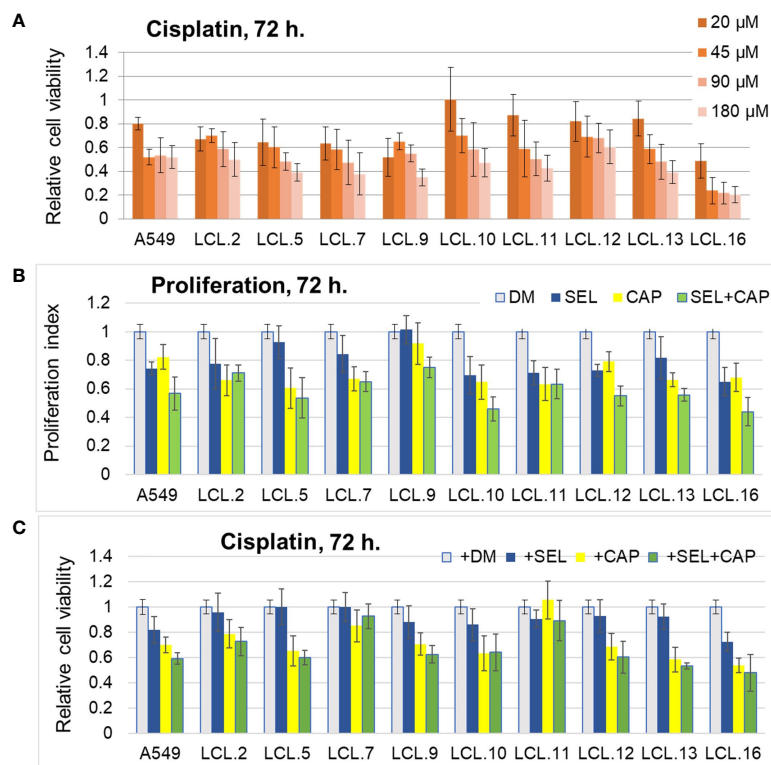 A
Cisplatin, 72 h.
20 µM
45 µM
90 µM
180 µM
Relative cell viability
1.4
1.2
1
0.8
0.6
0.4
0.2
0
A549 LCL.2 LCL.5 LCL.7 LCL.9 LCL.10 LCL.11 LCL.12 LCL.13 LCL.16
B
Proliferation, 72 h.
DM SEL CAP SEL+CAP
Proliferation index
1.2
1
0.8
0.6
0.4
0.2
0
A549 LCL.2 LCL.5 LCL.7 LCL.9 LCL.10 LCL.11 LCL.12 LCL.13 LCL.16
C
Cisplatin, 72 h.
+DM +SEL +CAP +SEL+CAP
Relative cell viability
1.4
1.2
1
0.8
0.6
0.4
0.2
0
A549 LCL.2 LCL.5 LCL.7 LCL.9 LCL.10 LCL.11 LCL.12 LCL.13 LCL.16